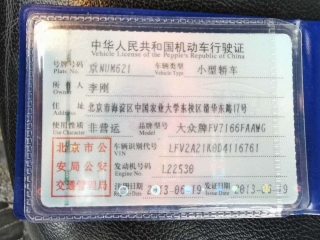 中华人民共和国机动车行驶证
Vehicle License of the People's Republic of China
号牌号码 京NUM621 车辆类型 小型轿车
Plate No. Vehicle Type
所有人 李刚
Owner
住址 北京市海淀区中国农业大学东校区清华东路17号
Address
使用性质 非营运 品牌型号 大众牌FV7166FAAWG
Use Character Model
北京市公 车辆识别代号 LFV2A21K0D4116761
VIN
安局公安 发动机号码 L22538
Engine No.
交通管理局 2013-06-19 发证日期 2013-06-19
Issue Date